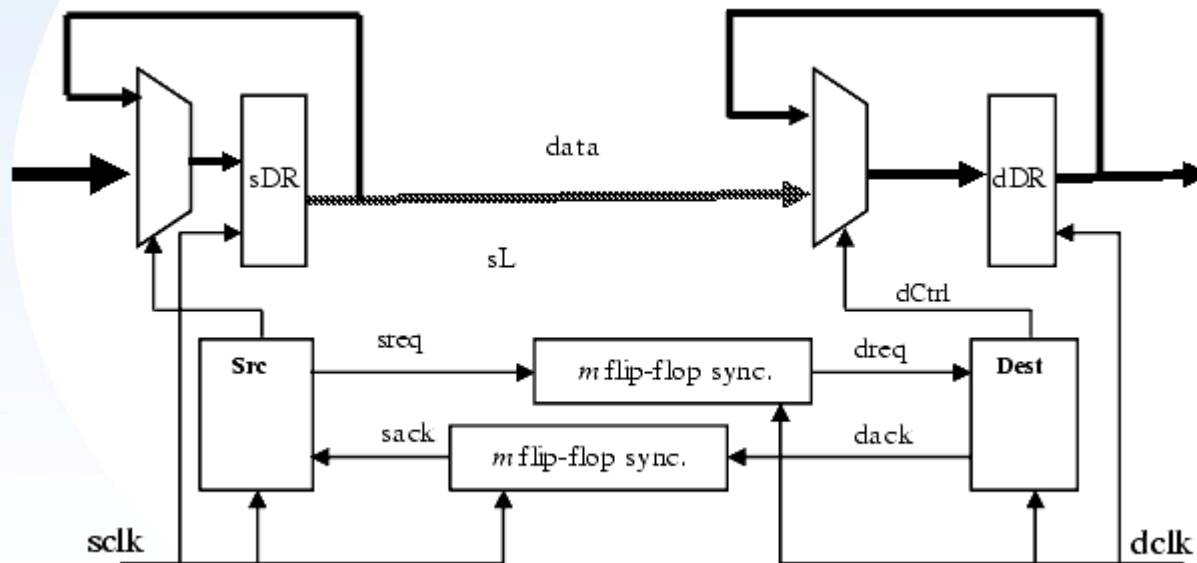 data
sDR
dDR
sL
dCtrl
Src
sreq
m flip-flop sync.
dreq
Dest
sack
m flip-flop sync.
dack
sclk
dclk